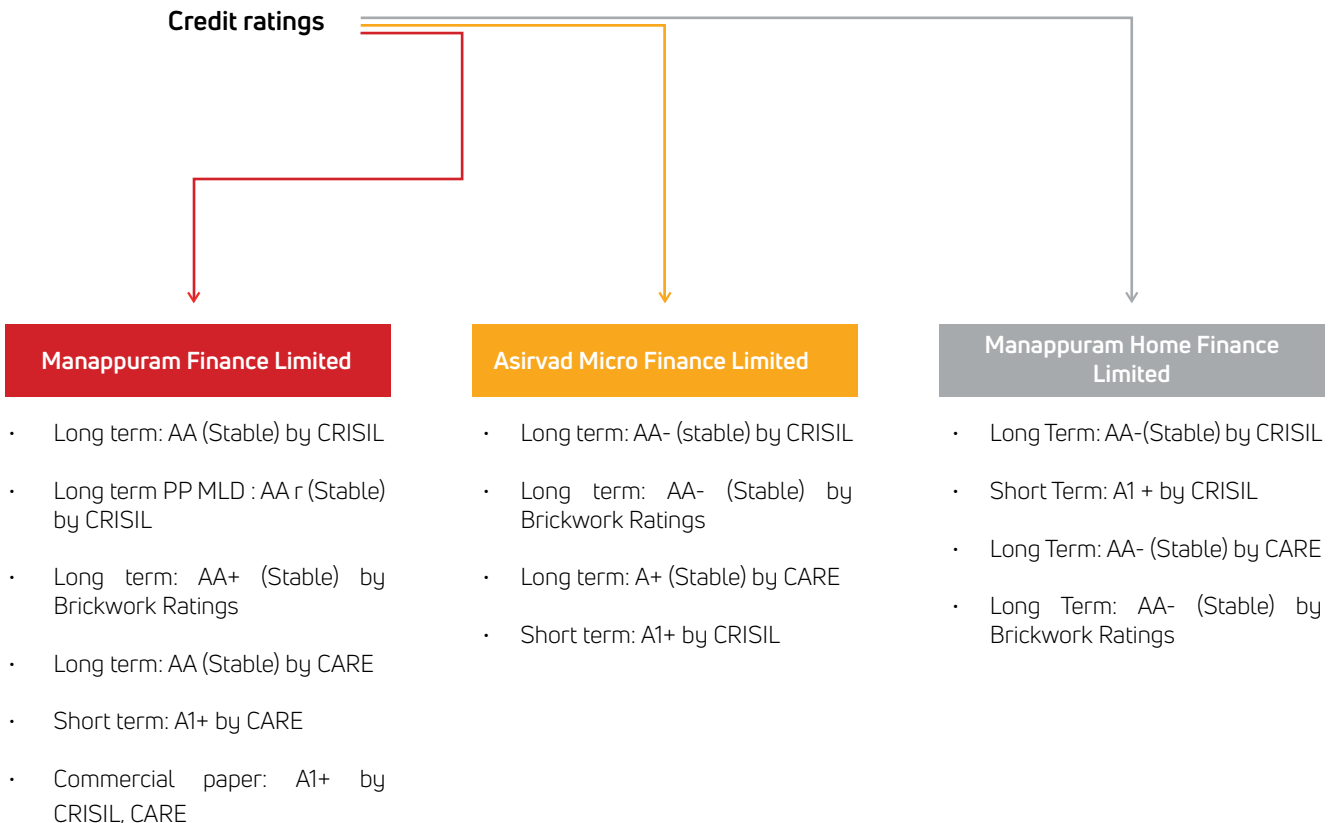 Credit ratings
Manappuram Finance Limited
• Long term: AA (Stable) by CRISIL
• Long term PP MLD : AA r (Stable)
by CRISIL
• Long term: AA+ (Stable) by
Brickwork Ratings
• Long term: AA (Stable) by CARE
• Short term: A1+ by CARE
• Commercial paper: A1+ by
CRISIL, CARE
Asirvad Micro Finance Limited
• Long term: AA- (stable) by CRISIL
• Long term: AA- (Stable) by
Brickwork Ratings
• Long term: A+ (Stable) by CARE
• Short term: A1+ by CRISIL
Manappuram Home Finance
Limited
• Long Term: AA-(Stable) by CRISIL
• Short Term: A1 + by CRISIL
• Long Term: AA- (Stable) by CARE
• Long Term: AA- (Stable) by
Brickwork Ratings